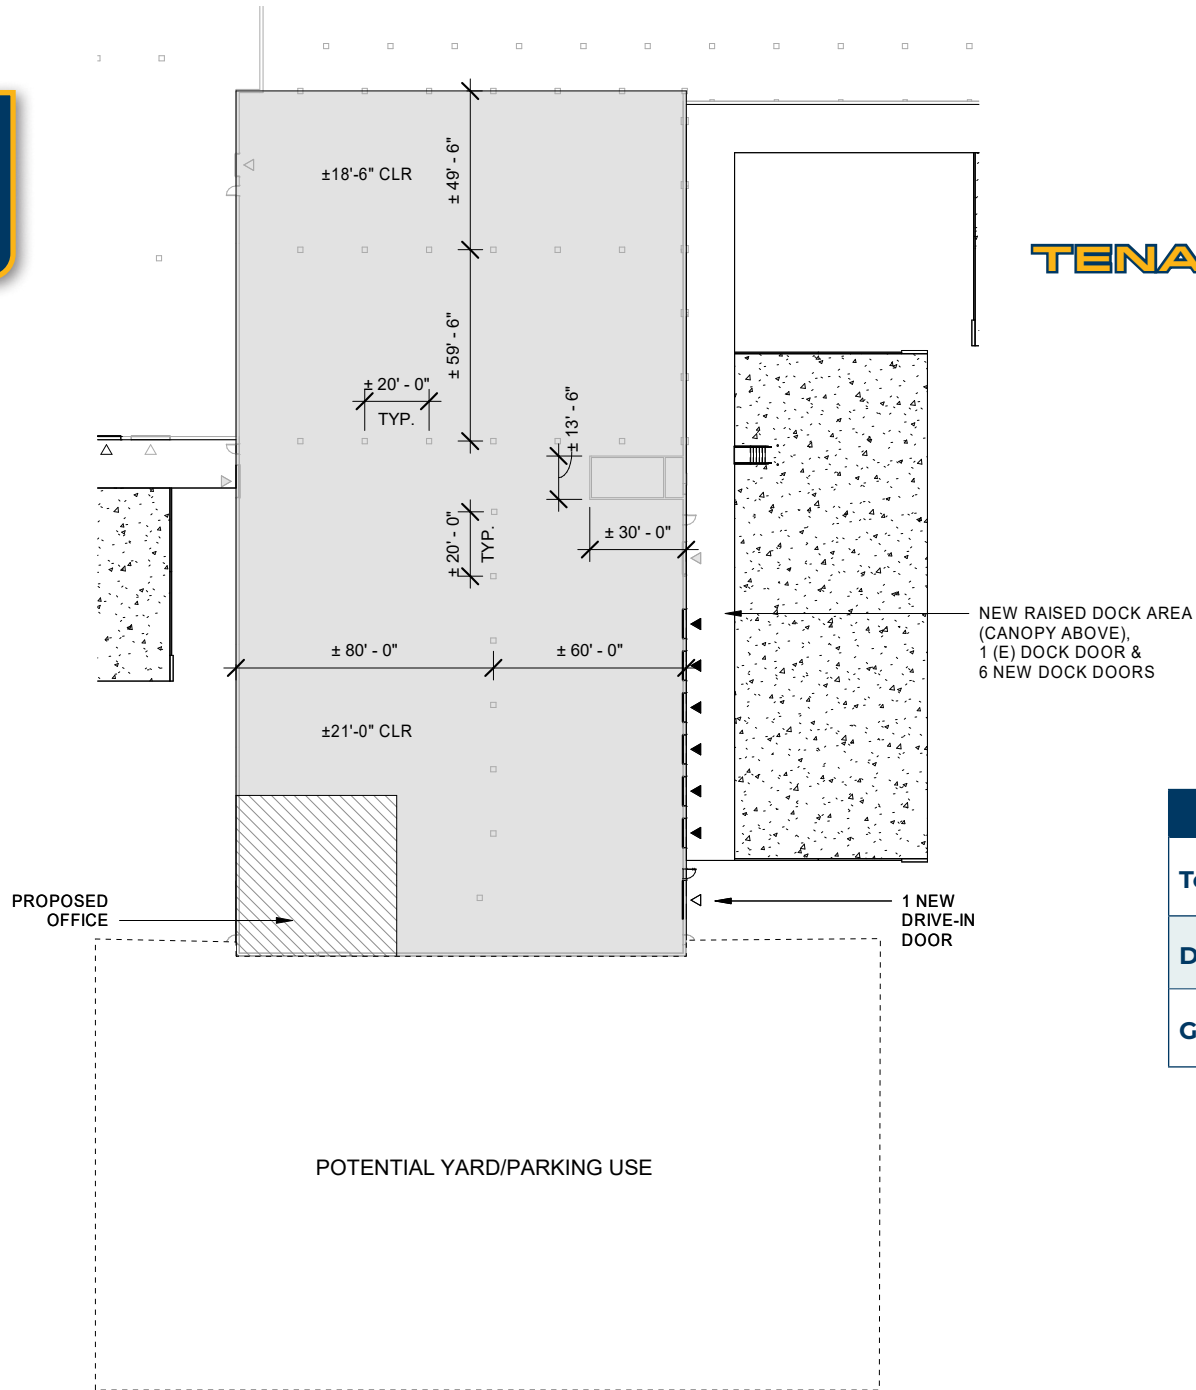 ±18'-6" CLR
± 49' - 6"
TENA
± 59' - 6"
± 20' - 0"
TYP.
± 13' - 6"
± 20' - 0"
TYP.
± 30' - 0"
NEW RAISED DOCK AREA
(CANOPY ABOVE),
1 (E) DOCK DOOR &
6 NEW DOCK DOORS
± 80' - 0"
± 60' - 0"
±21'-0" CLR
PROPOSED
OFFICE
1 NEW
DRIVE-IN
DOOR
D
G
POTENTIAL YARD/PARKING USE